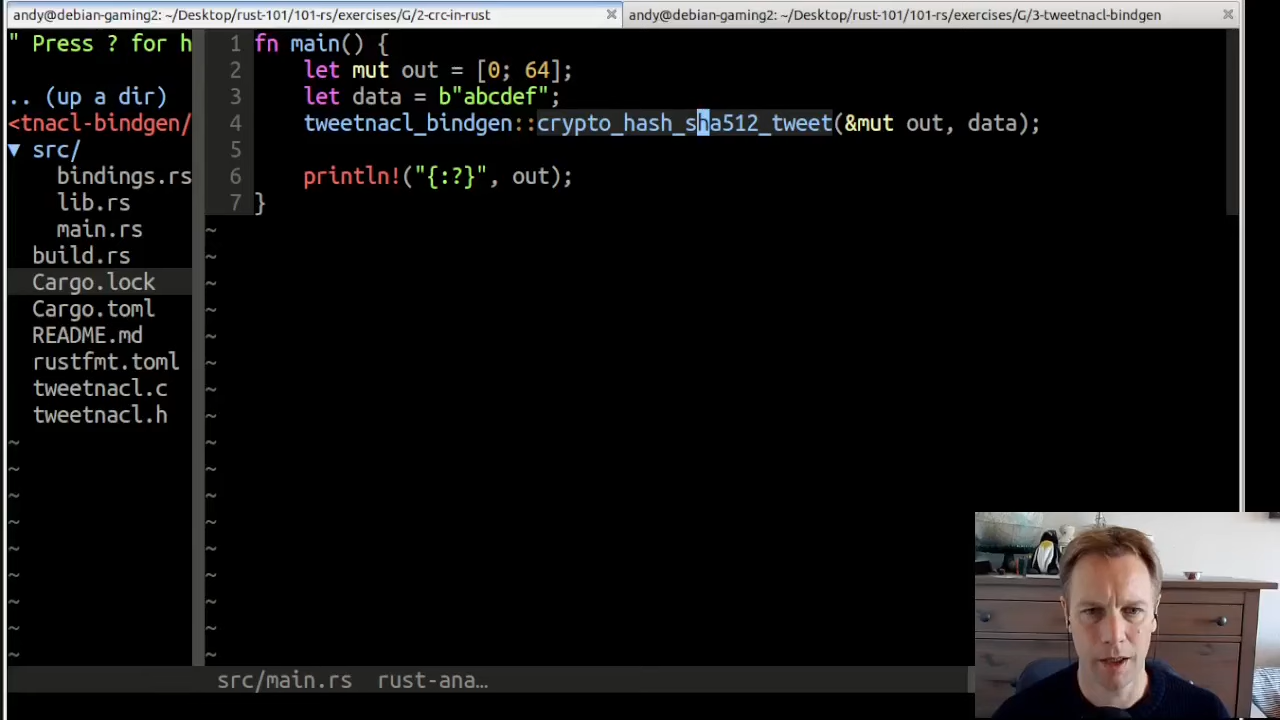 andy@debian-gaming2: ~/Desktop/rust-101/101-rs/exercises/G/2-crc-in-rust
andy@debian-gaming2: ~/Desktop/rust-101/101-rs/exercises/G/3-tweetnacl-bindgen
" Press ? for h
.. (up a dir)
<tnacl-bindgen/
▼ src/
bindings.rs
lib.rs
main.rs
build.rs
Cargo.lock
Cargo.toml
README.md
rustfmt.toml
tweetnacl.c
tweetnacl.h
1 fn main() {
2 let mut out = [0; 64];
3 let data = b"abcdef";
4 tweetnacl_bindgen::crypto_hash_sha512_tweet(&mut out, data);
5
6 println!("{:?}", out);
7 }
src/main.rs rust-ana…